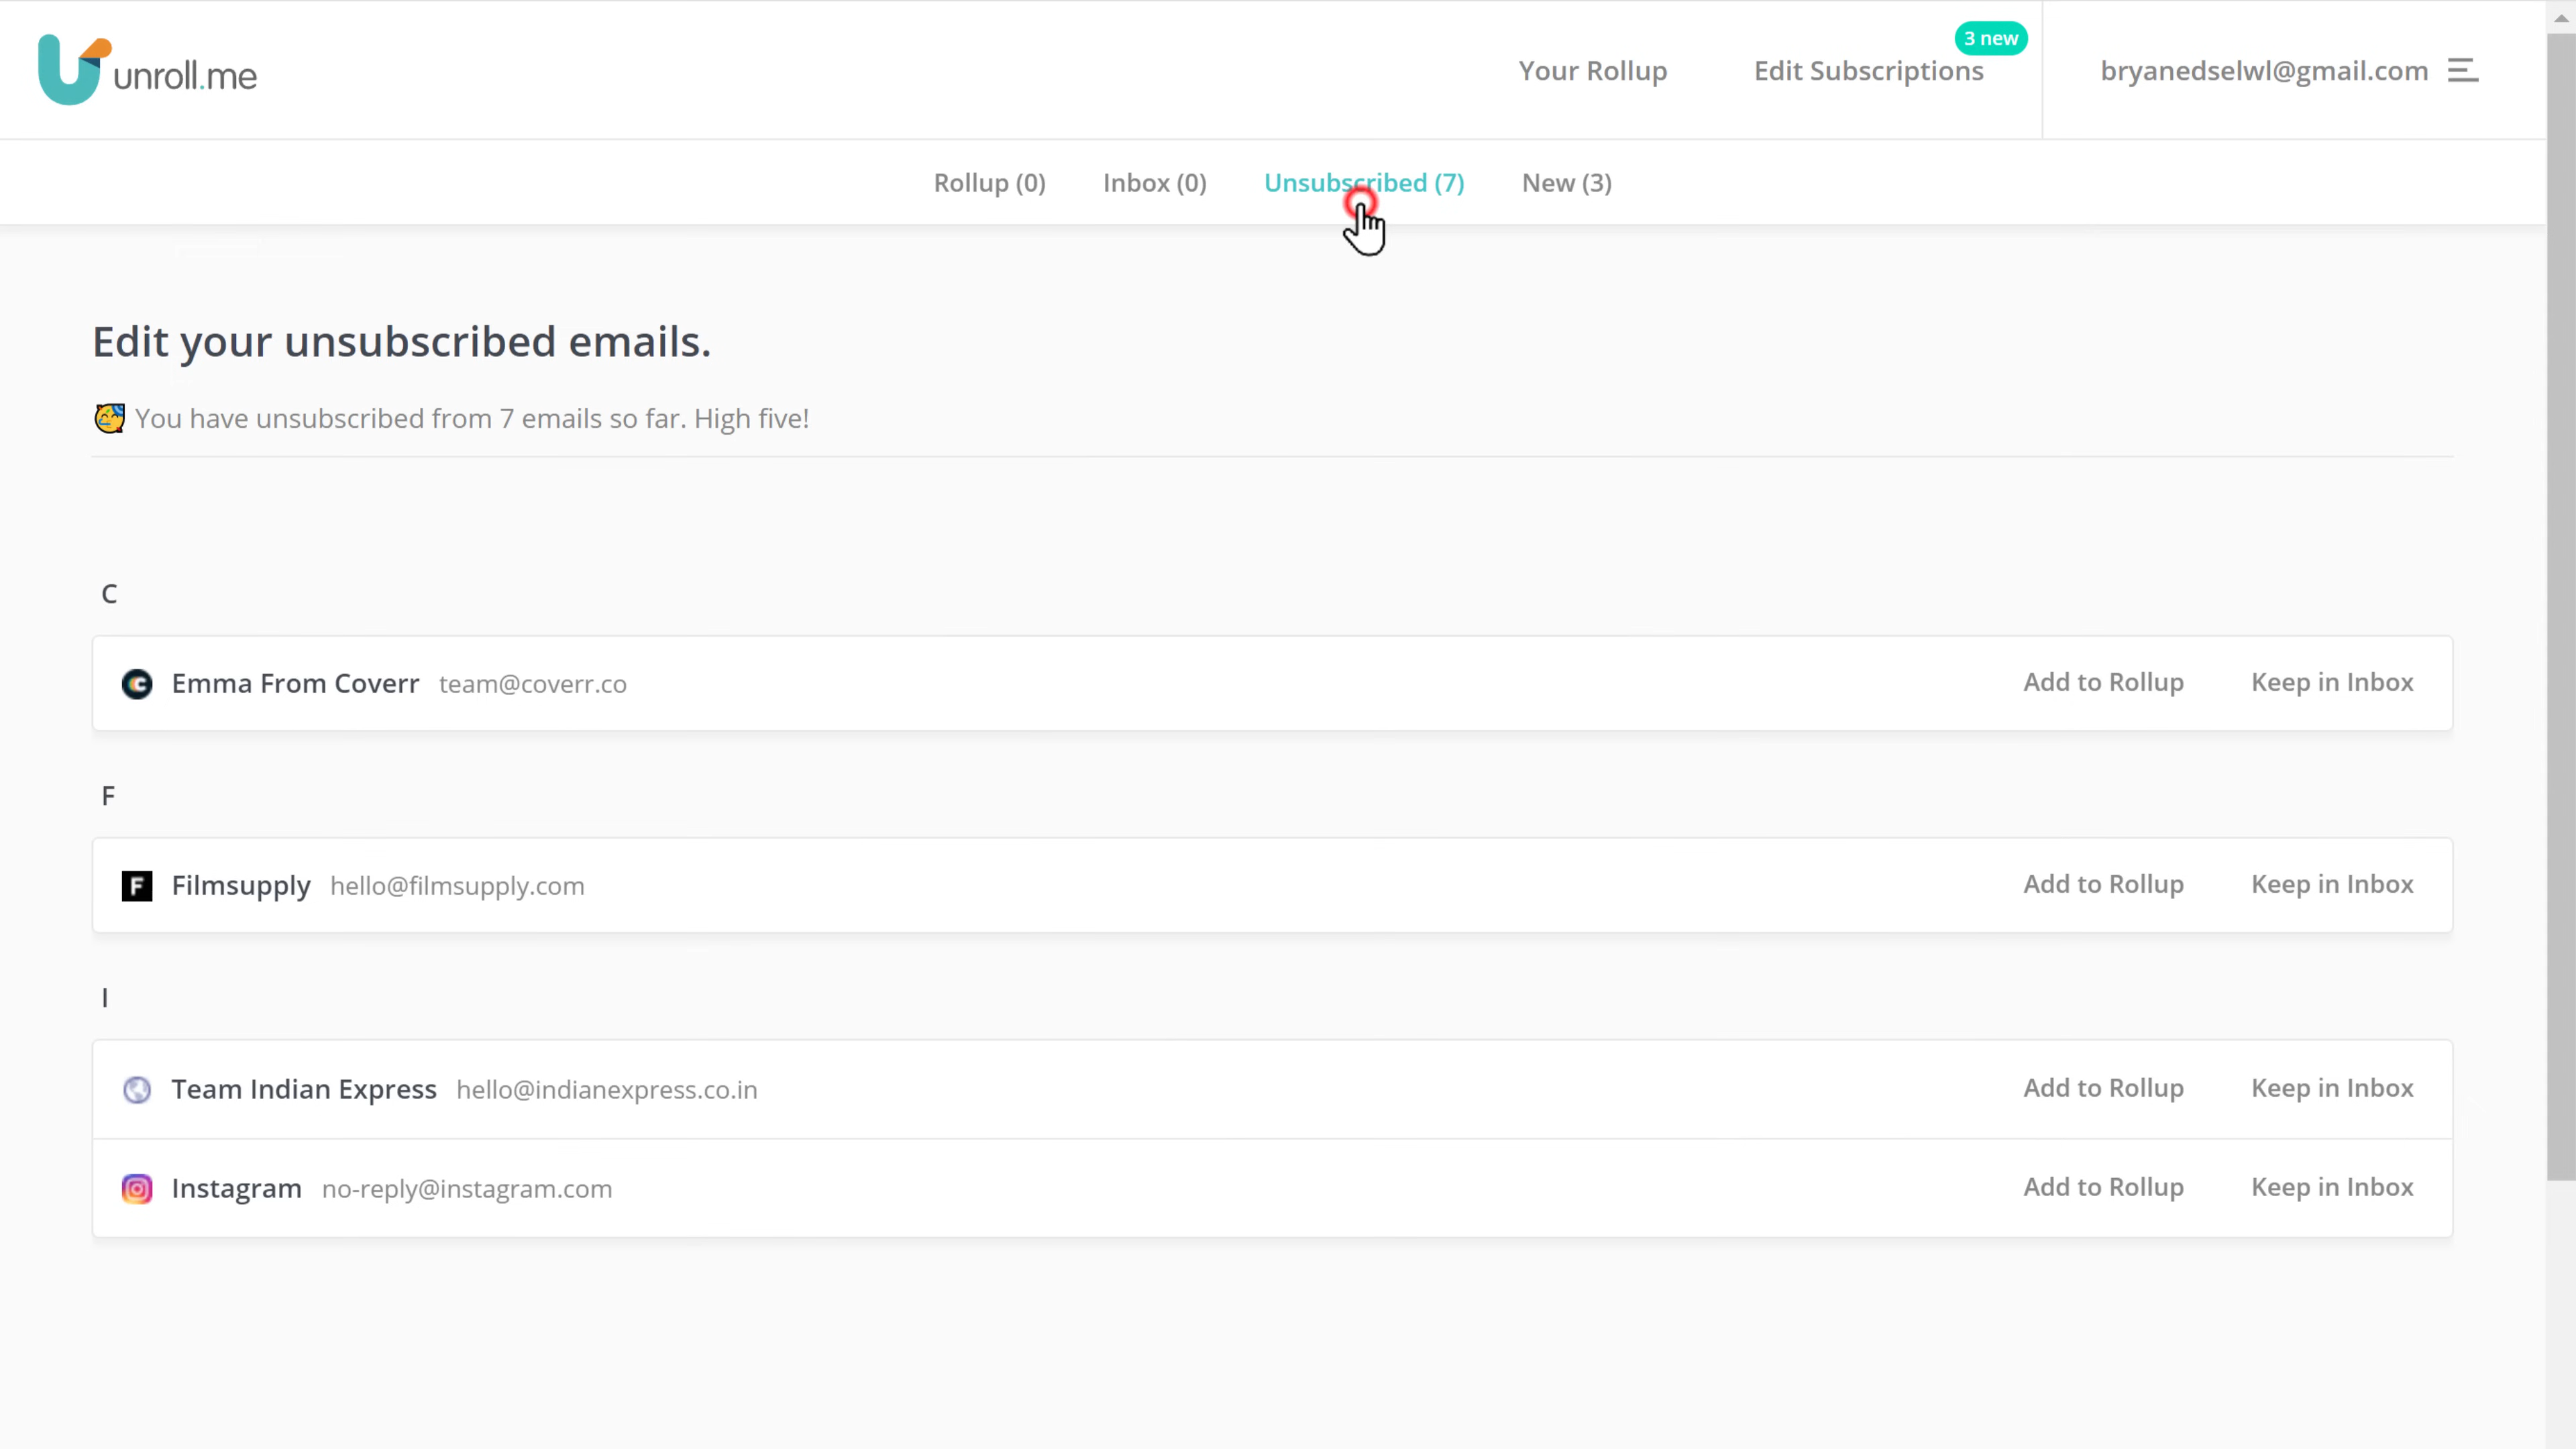 unroll.me
Your Rollup
Edit Subscriptions
3 new
bryanedselwl@gmail.com
Rollup (0)
Inbox (0)
Unsubscribed (7)
New (3)
Edit your unsubscribed emails.
🥳 You have unsubscribed from 7 emails so far. High five!
C
Emma From Coverr team@coverr.co Add to Rollup Keep in Inbox
F
F Filmsupply hello@filmsupply.com Add to Rollup Keep in Inbox
I
Team Indian Express hello@indianexpress.co.in Add to Rollup Keep in Inbox
Instagram no-reply@instagram.com Add to Rollup Keep in Inbox